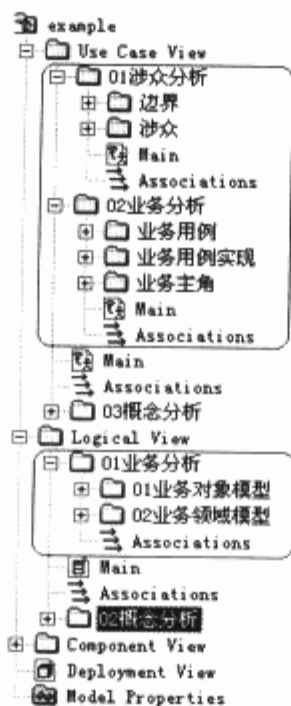 example
Use Case View
01涉众分析
边界
涉众
Main
Associations
02业务分析
业务用例
业务用例实现
业务主角
Main
Associations
Main
Associations
03概念分析
Logical View
01业务分析
01业务对象模型
02业务领域模型
Associations
Main
Associations
02概念分析
Component View
Deployment View
Model Properties